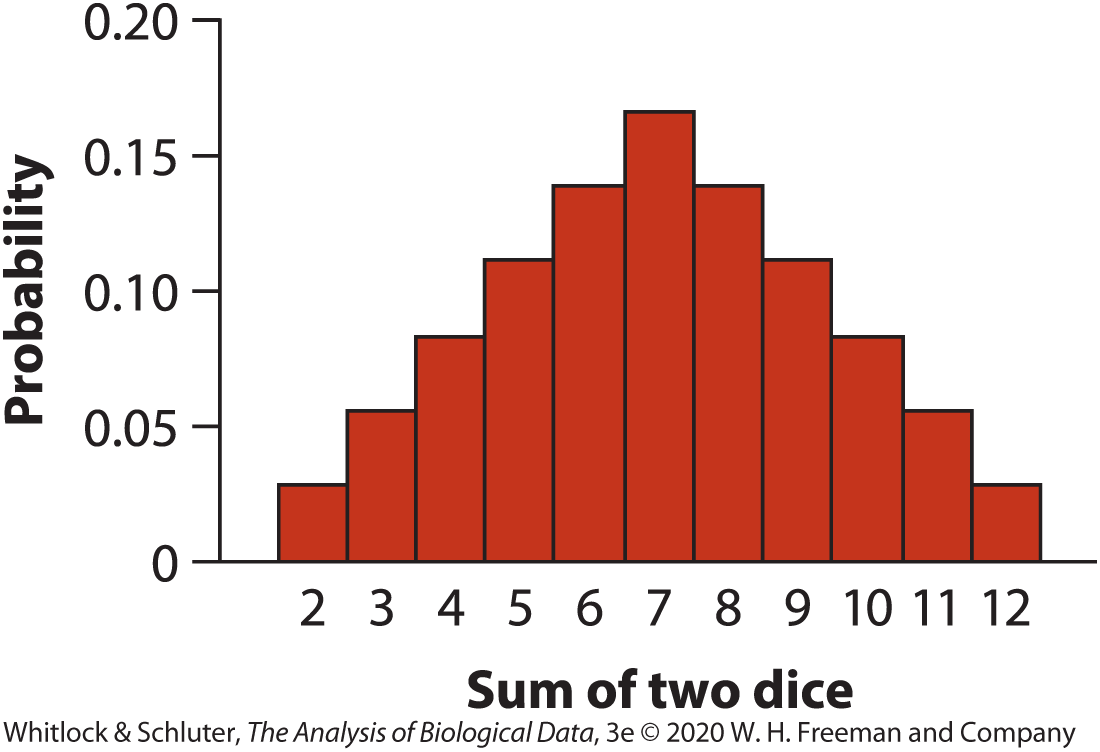 0.20
0.15
0.10
0.05
0
Probability
2 3 4 5 6 7 8 9 10 11 12
Sum of two dice
Whitlock & Schluter, The Analysis of Biological Data, 3e © 2020 W. H. Freeman and Company